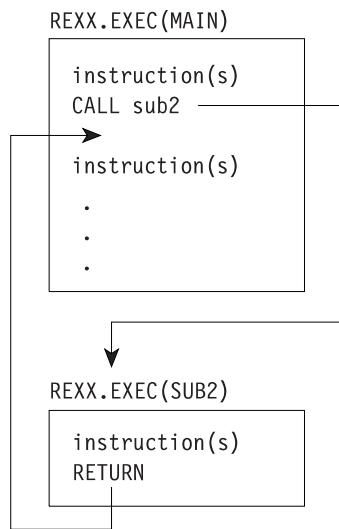 REXX.EXEC(MAIN)
instruction(s)
CALL sub2
instruction(s)
.
.
.
REXX.EXEC(SUB2)
instruction(s)
RETURN